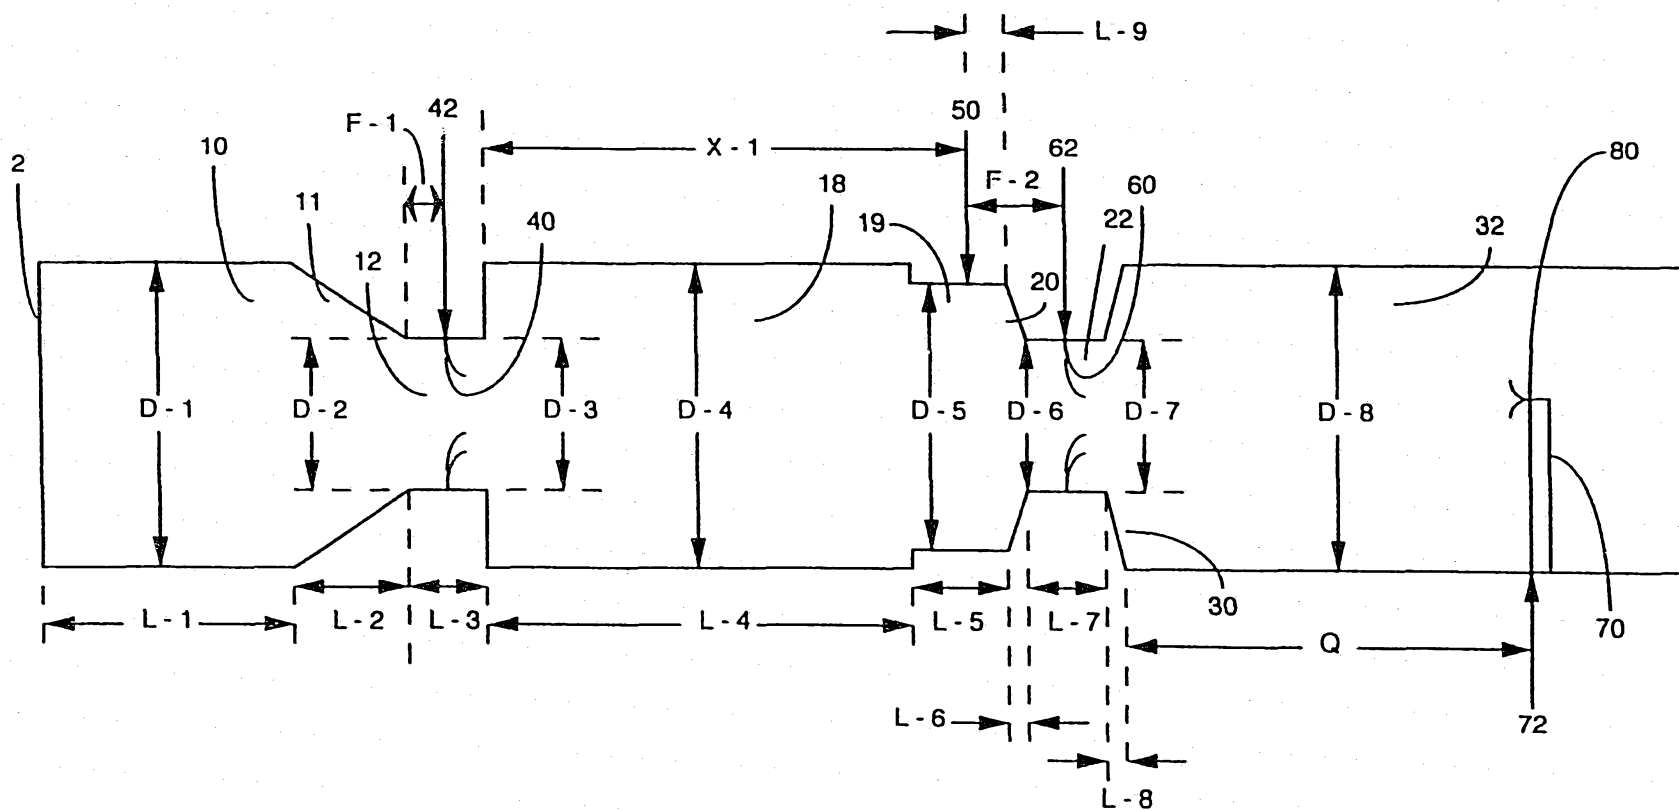 L - 9
42
50
F - 1
X - 1
62
80
2
10
F - 2
18
60
11
19
22
40
32
12
20
D - 1
D - 2
D - 3
D - 4
D - 5
D - 6
D - 7
D - 8
L - 1
L - 2
L - 3
L - 4
L - 5
L - 7
30
70
Q
L - 6
72
L - 8